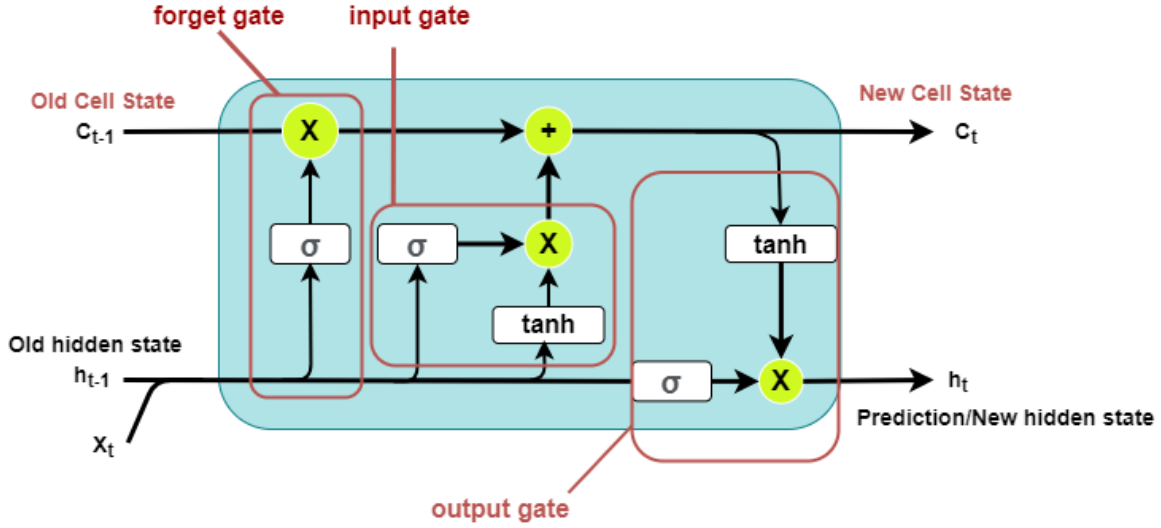 forget gate
input gate
Old Cell State
New Cell State
Ct-1
X
+
Ct
σ
σ
X
tanh
tanh
Old hidden state
ht-1
σ
X
ht
Prediction/New hidden state
Xt
output gate